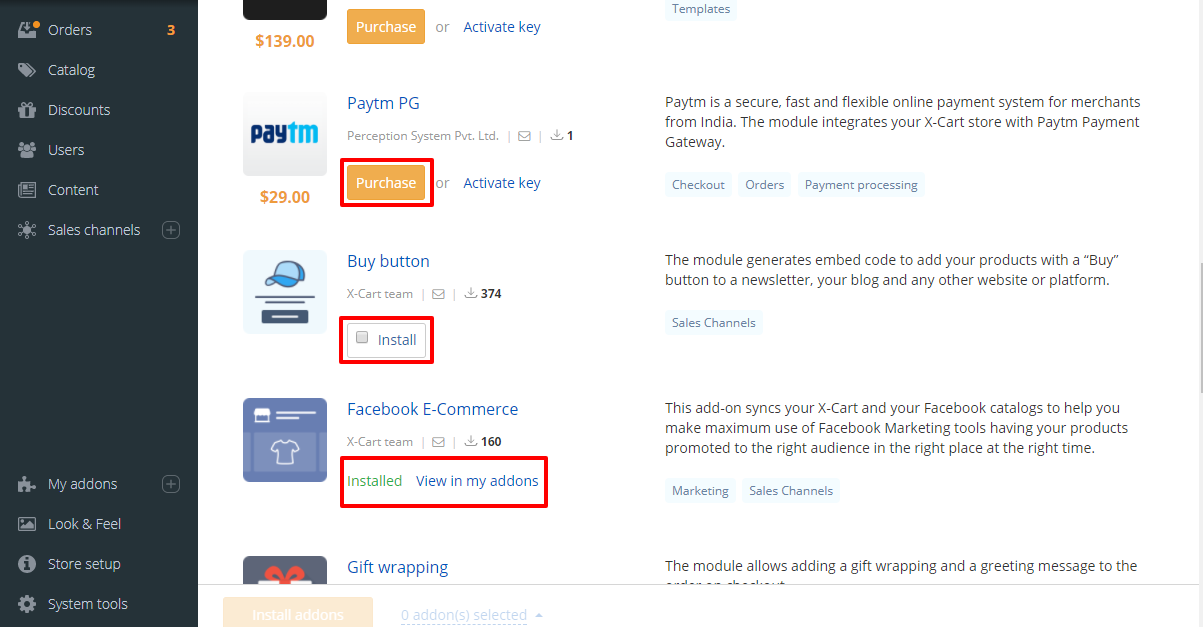 Orders 3
Catalog
Discounts
Users
Content
Sales channels
My addons
Look & Feel
Store setup
System tools
$139.00
Purchase or Activate key
Templates
paytm
$29.00
Paytm PG
Perception System Pvt. Ltd. | | 1
Purchase or Activate key
Paytm is a secure, fast and flexible online payment system for merchants
from India. The module integrates your X-Cart store with Paytm Payment
Gateway.
Checkout Orders Payment processing
Buy button
X-Cart team | | 374
Install
The module generates embed code to add your products with a “Buy”
button to a newsletter, your blog and any other website or platform.
Sales Channels
Facebook E-Commerce
X-Cart team | | 160
Installed View in my addons
This add-on syncs your X-Cart and your Facebook catalogs to help you
make maximum use of Facebook Marketing tools having your products
promoted to the right audience in the right place at the right time.
Marketing Sales Channels
Gift wrapping
The module allows adding a gift wrapping and a greeting message to the
order on checkout.
Install addons 0 addon(s) selected